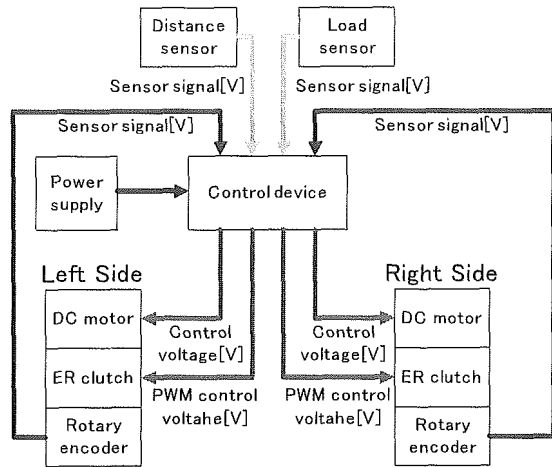 Distance
sensor
Load
sensor
Sensor signal[V]
Sensor signal[V]
Sensor signal[V]
Sensor signal[V]
Power
supply
Control device
Left Side
Right Side
DC motor
Control
voltage[V]
Control
voltage[V]
DC motor
ER clutch
PWM control
voltahe[V]
PWM control
voltahe[V]
ER clutch
Rotary
encoder
Rotary
encoder